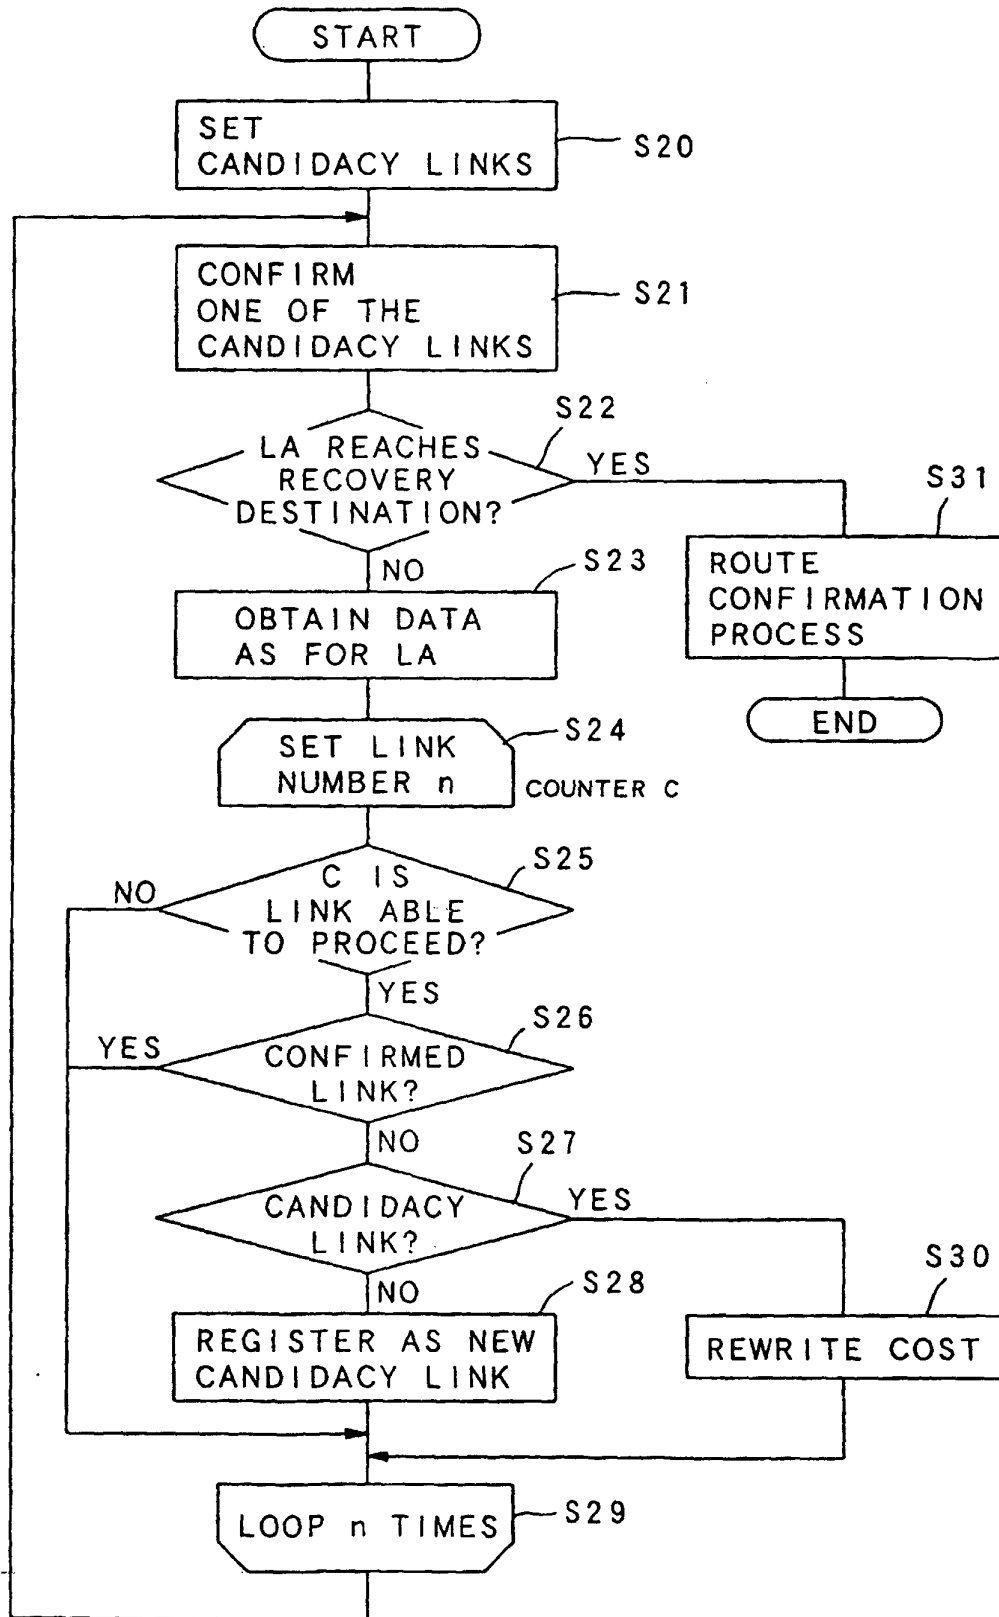 START
SET
CANDIDACY LINKS
S20
CONFIRM
ONE OF THE
CANDIDACY LINKS
S21
LA REACHES
RECOVERY
DESTINATION?
S22
YES
NO
S31
ROUTE
CONFIRMATION
PROCESS
END
OBTAIN DATA
AS FOR LA
S23
SET LINK
NUMBER n
S24
COUNTER C
C IS
LINK ABLE
TO PROCEED?
S25
NO
YES
CONFIRMED
LINK?
S26
YES
NO
CANDIDACY
LINK?
S27
YES
NO
S30
REWRITE COST
REGISTER AS NEW
CANDIDACY LINK
S28
LOOP n TIMES
S29